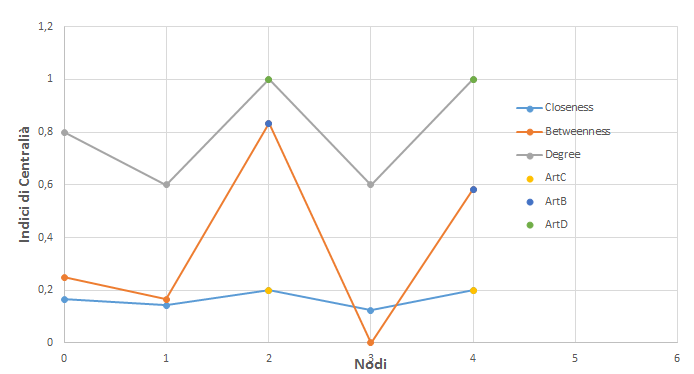 1,2
1
0,8
0,6
0,4
0,2
0
0 1 2 3 4 5 6
Indici di Centralià
Nodi
Closeness
Betweenness
Degree
ArtC
ArtB
ArtD